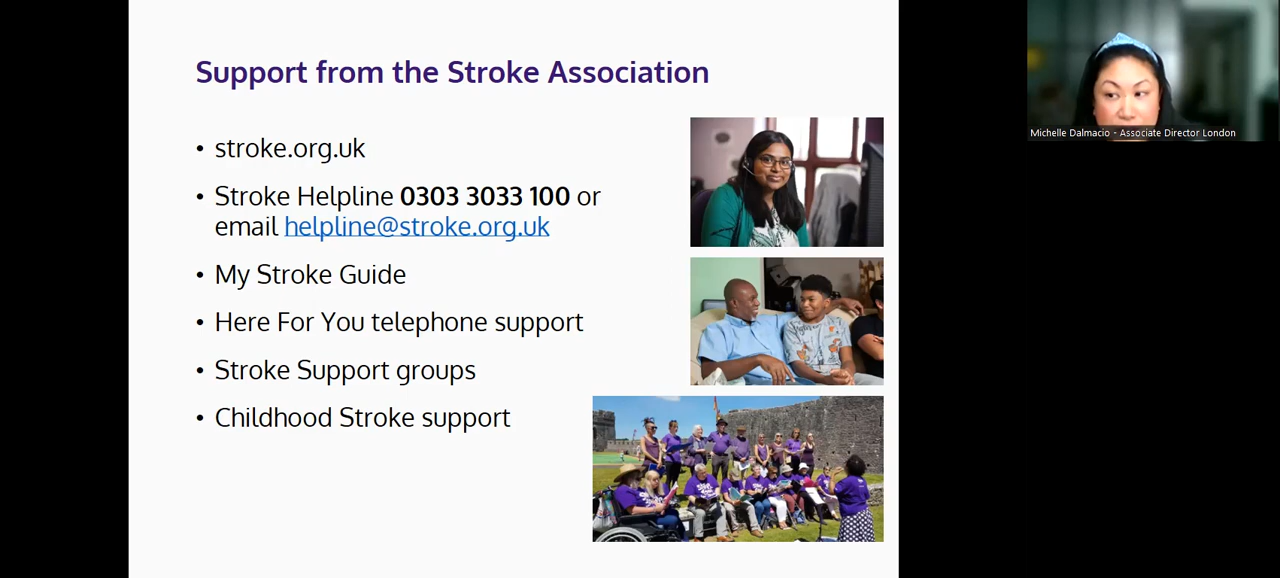 Support from the Stroke Association
• stroke.org.uk
• Stroke Helpline 0303 3033 100 or
email helpline@stroke.org.uk
• My Stroke Guide
• Here For You telephone support
• Stroke Support groups
• Childhood Stroke support
Michelle Dalmacio - Associate Director London